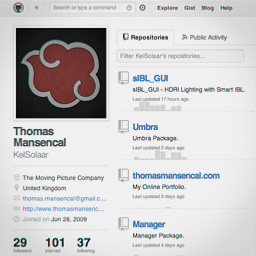 Search or type a command
Explore Gist Blog Help
Repositories
Public Activity
Filter KelSolaar's repositories...
sIBL_GUI
sIBL_GUI - HDRI Lighting with Smart IBL.
Last updated 17 hours ago
Umbra
Umbra Package.
Last updated 2 days ago
thomasmansencal.com
My Online Portfolio.
Last updated 5 days ago
Manager
Manager Package.
Last updated 4 days ago
Thomas
Mansencal
KelSolaar
The Moving Picture Company
United Kingdom
thomas.mansencal@gmail.c...
http://www.thomasmansenc...
Joined on Jun 28, 2009
29 101 37
followers starred following